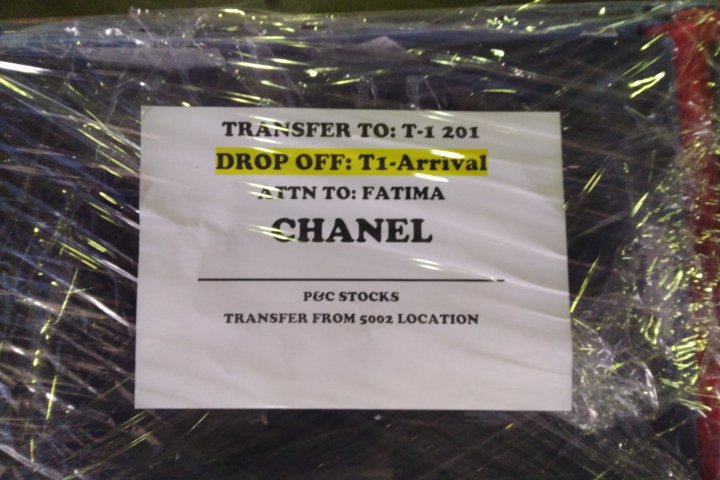 TRANSFER TO: T-1 201
DROP OFF: T1-Arrival
ATTN TO: FATIMA
CHANEL
P&C STOCKS
TRANSFER FROM 5002 LOCATION